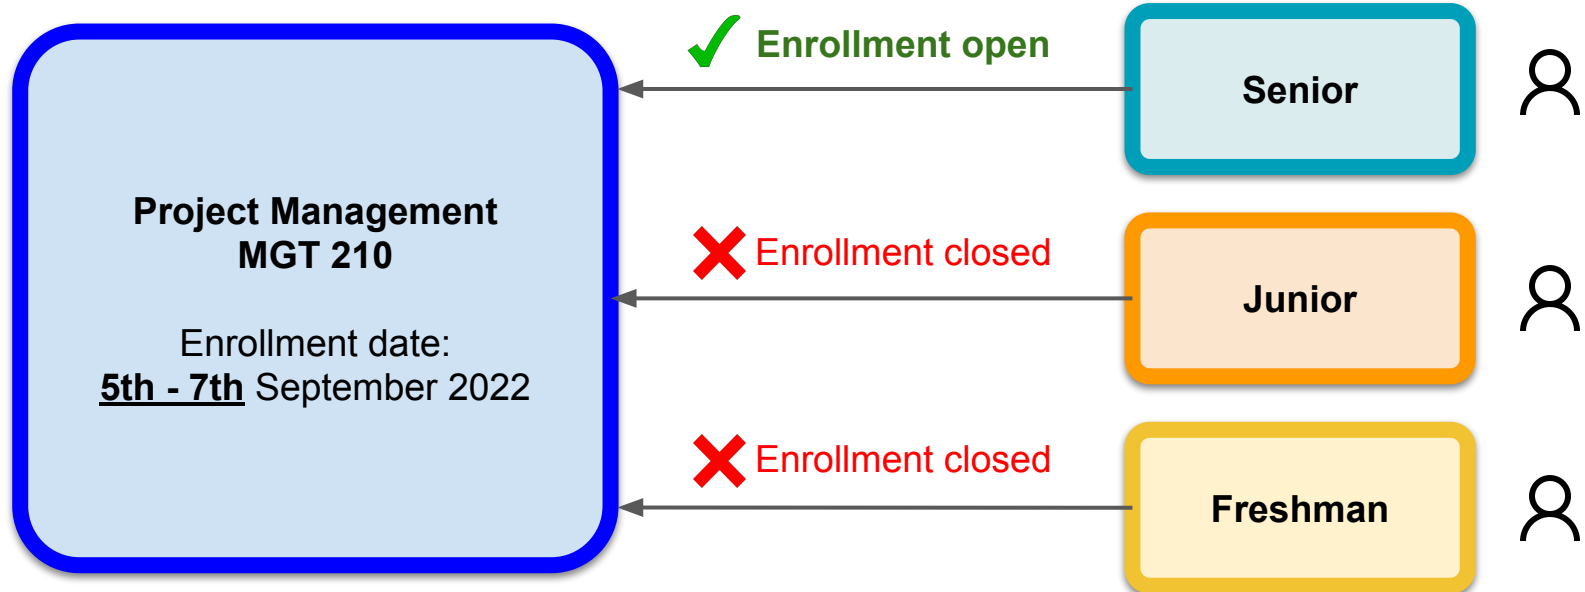 Project Management
MGT 210
Enrollment date:
5th - 7th September 2022
Enrollment open
Senior
Enrollment closed
Junior
Enrollment closed
Freshman